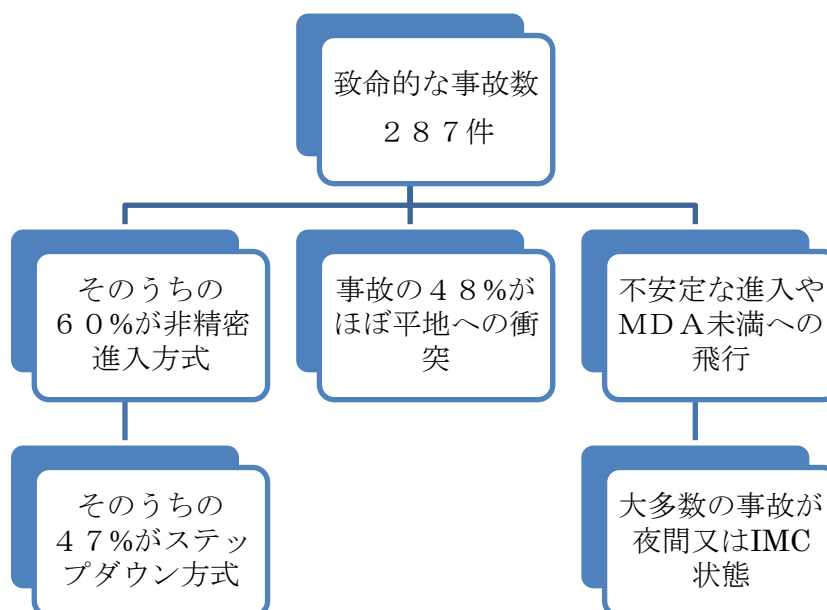 致命的な事故数
２８７件
そのうちの
６０%が非精密
進入方式
事故の４８%が
ほぼ平地への衝
突
不安定な進入や
ＭＤＡ未満への
飛行
そのうちの
４７%がステッ
プダウン方式
大多数の事故が
夜間又はIMC
状態